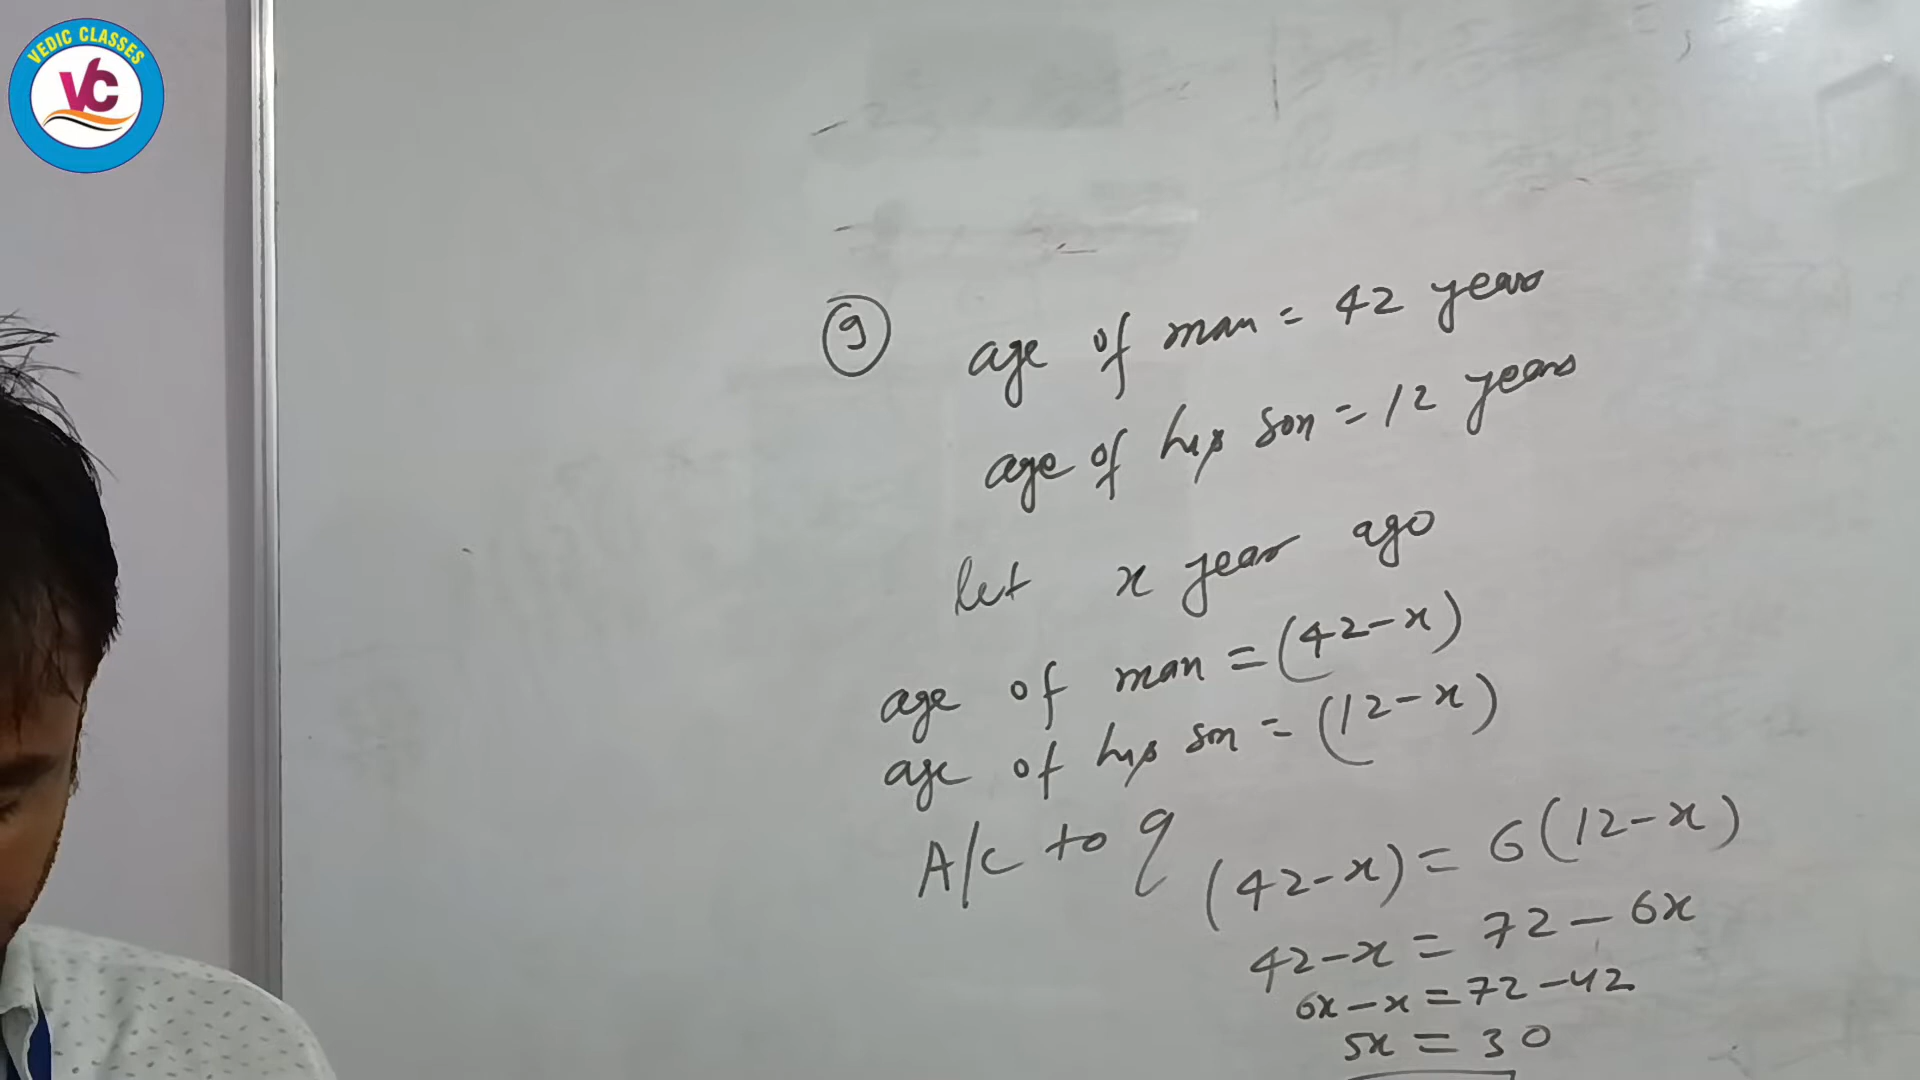 VEDIC CLASSES
VC
9 age of man = 42 years
age of his son = 12 years
let x year ago
age of man = (42-x)
age of his son = (12-x)
A/C to q
(42-x) = 6(12-x)
42-x = 72-6x
6x-x = 72-42
5x = 30